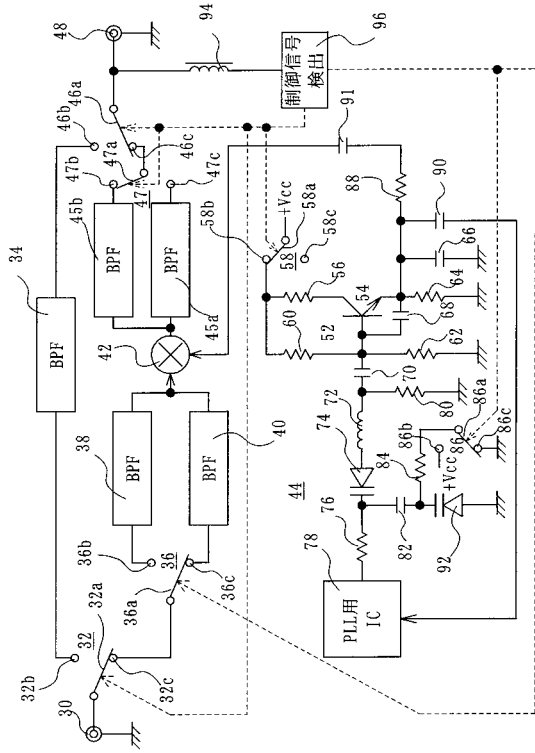 34
BPF
32b
32
32a
30
32c
36b
36a
36
36c
38
BPF
BPF
40
42
45b
BPF
BPF
45a
47b
47a
47
47c
46b
46a
46c
48
94
制御信号
検出
96
91
88
90
58b
58
+Vcc
58a
58c
60
56
52
54
62
68
64
66
70
72
74
80
44
76
78
PLL用
IC
82
84
86b
+Vcc
86
86a
86c
92